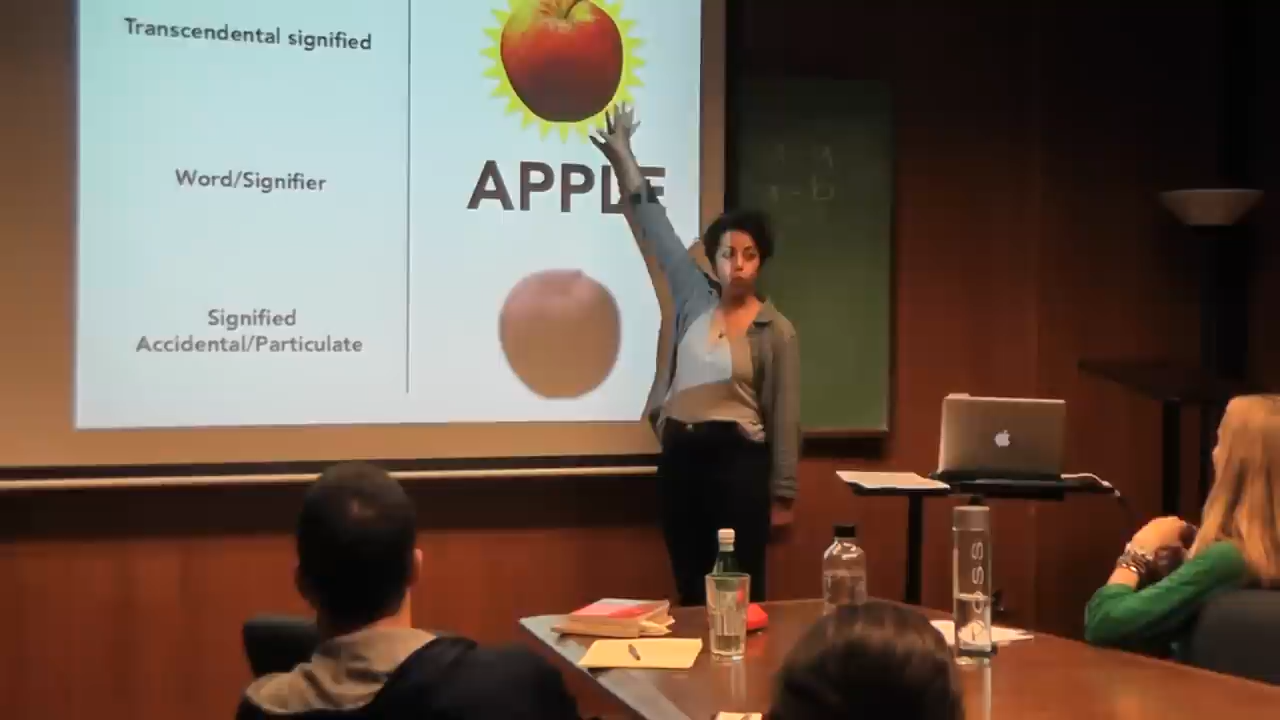 Transcendental signified
Word/Signifier
APPLE
Signified
Accidental/Particulate